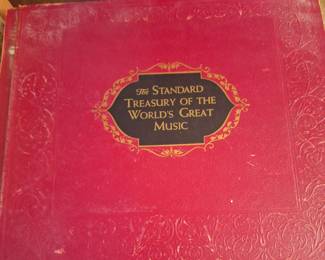 The STANDARD
TREASURY OF THE
WORLD'S GREAT
MUSIC